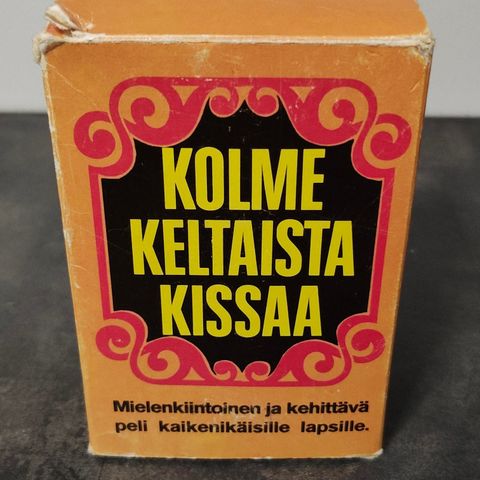 KOLME
KELTAISTA
KISSAA
Mielenkiintoinen ja kehittävä
peli kaikenikäisille lapsille.